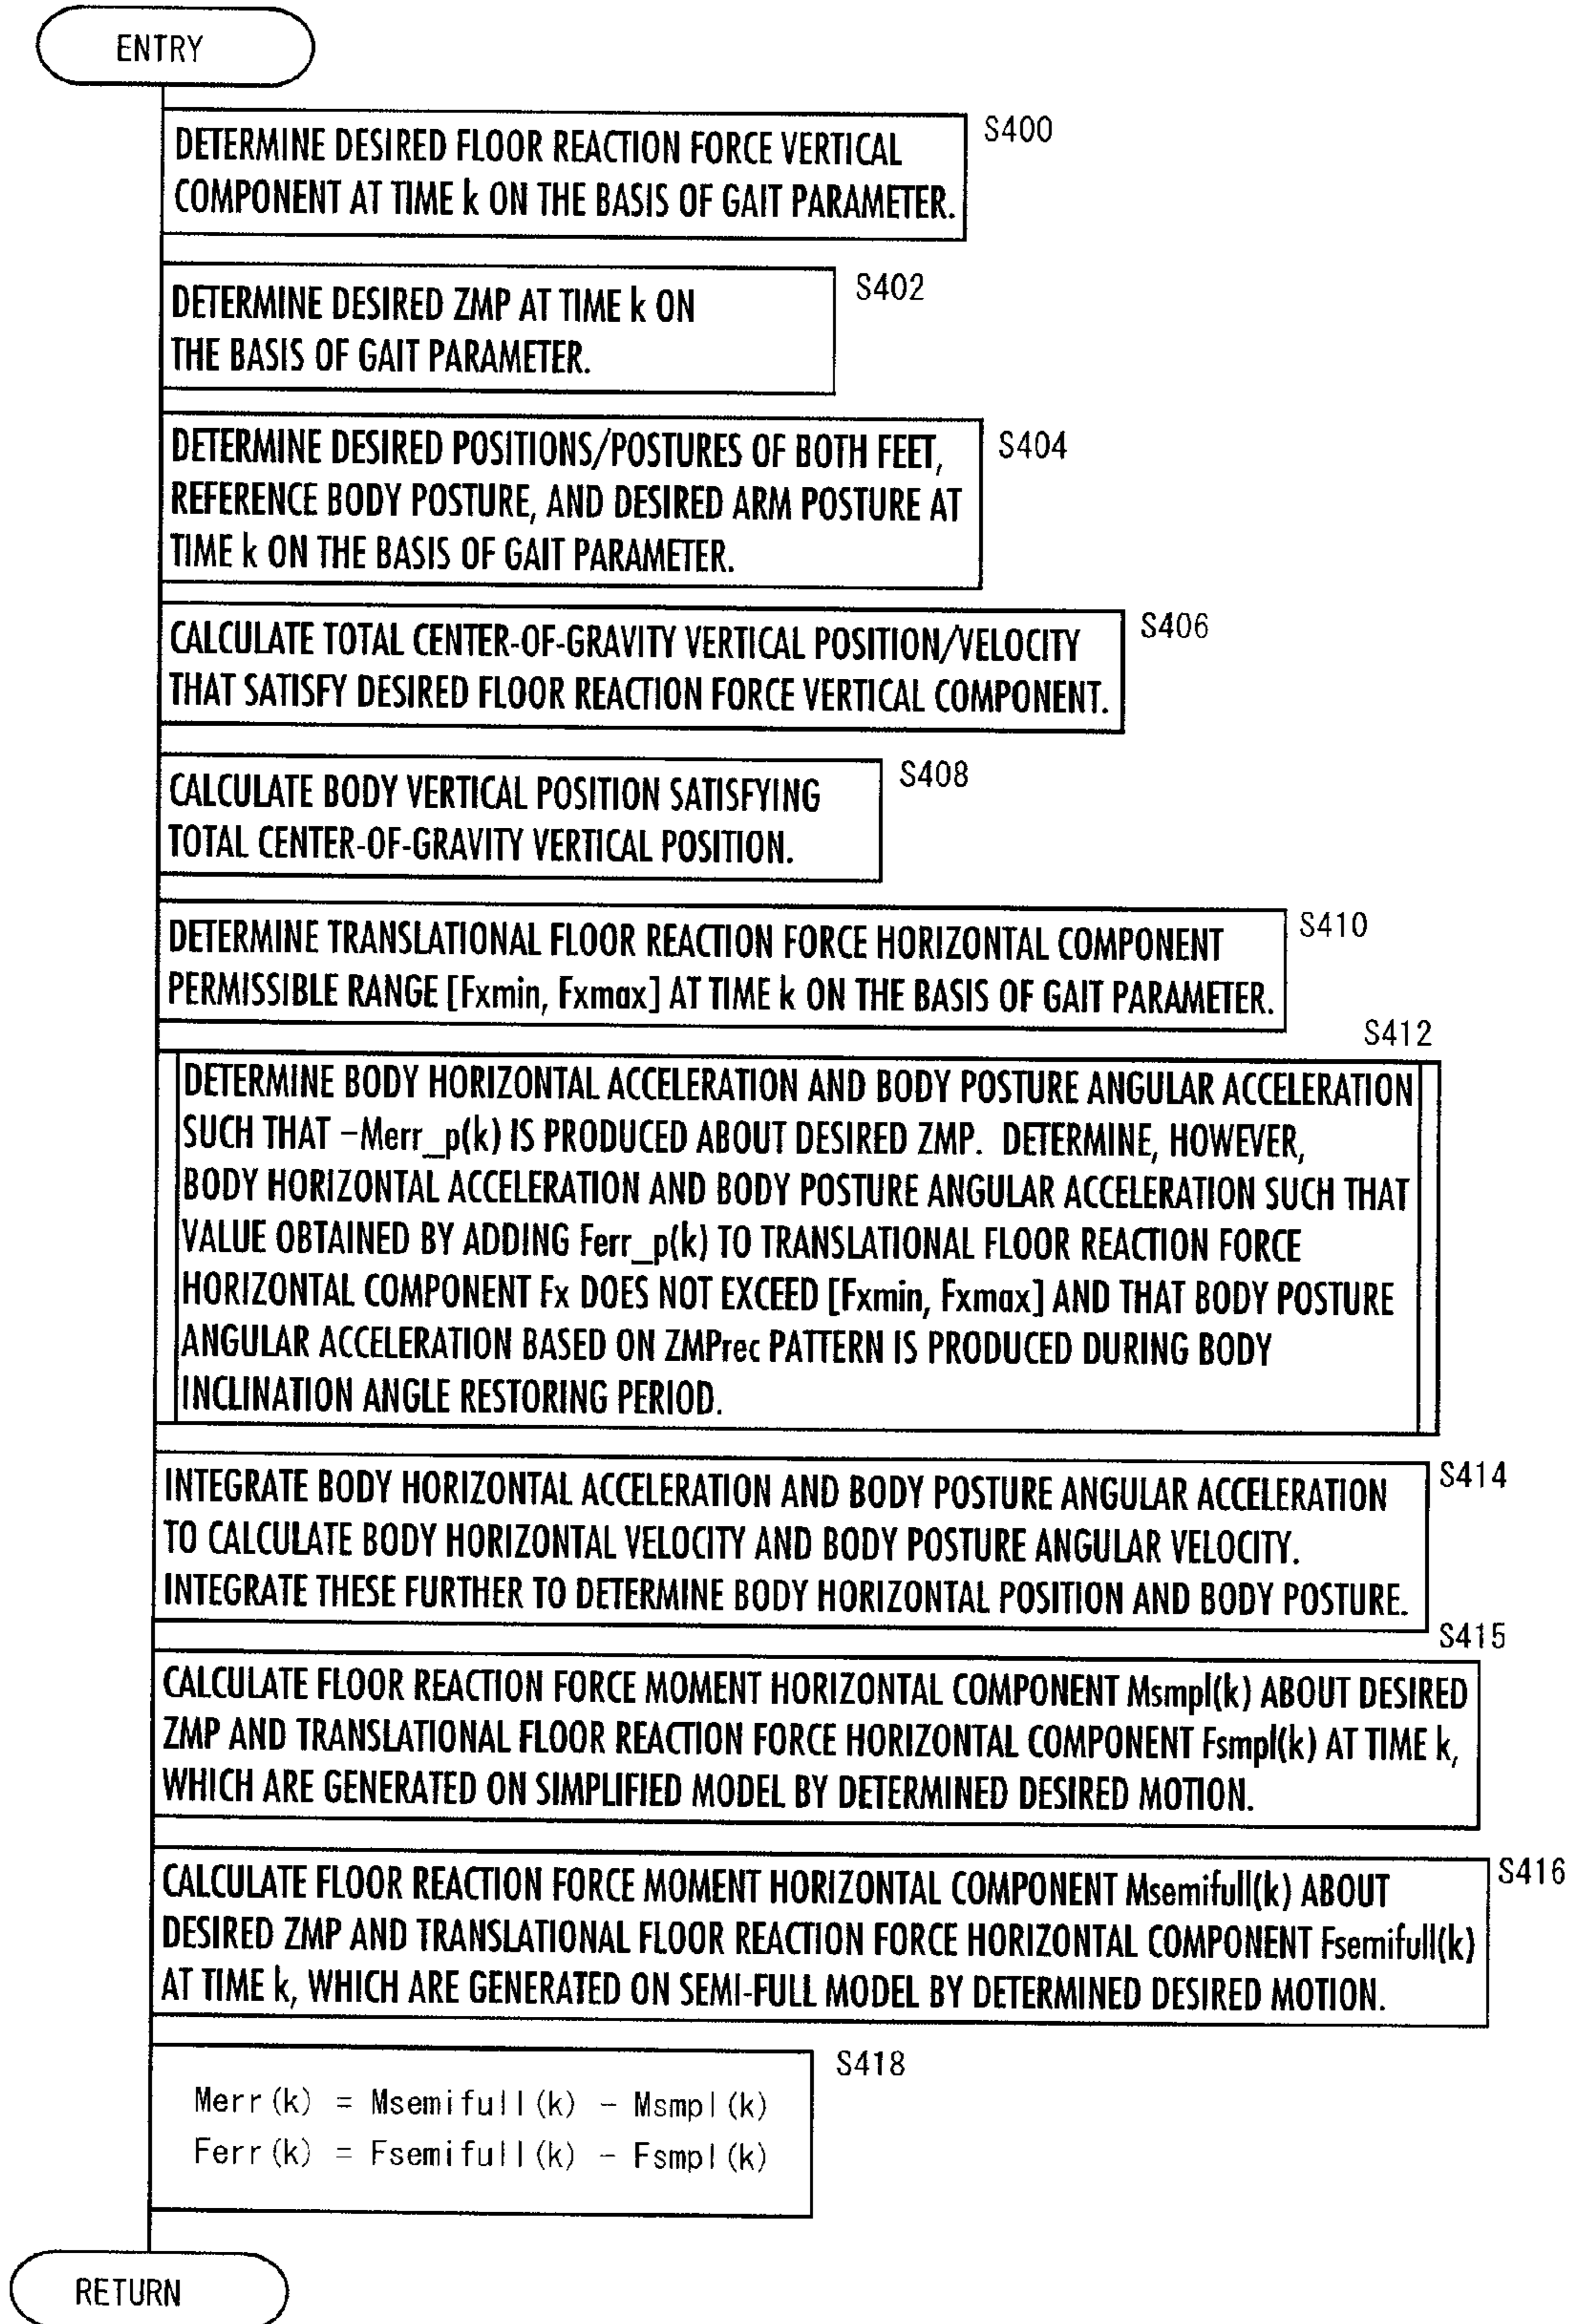 ENTRY
S400
DETERMINE DESIRED FLOOR REACTION FORCE VERTICAL
COMPONENT AT TIME k ON THE BASIS OF GAIT PARAMETER.
S402
DETERMINE DESIRED ZMP AT TIME k ON
THE BASIS OF GAIT PARAMETER.
S404
DETERMINE DESIRED POSITIONS/POSTURES OF BOTH FEET,
REFERENCE BODY POSTURE, AND DESIRED ARM POSTURE AT
TIME k ON THE BASIS OF GAIT PARAMETER.
S406
CALCULATE TOTAL CENTER-OF-GRAVITY VERTICAL POSITION/VELOCITY
THAT SATISFY DESIRED FLOOR REACTION FORCE VERTICAL COMPONENT.
S408
CALCULATE BODY VERTICAL POSITION SATISFYING
TOTAL CENTER-OF-GRAVITY VERTICAL POSITION.
S410
DETERMINE TRANSLATIONAL FLOOR REACTION FORCE HORIZONTAL COMPONENT
PERMISSIBLE RANGE [Fxmin, Fxmax] AT TIME k ON THE BASIS OF GAIT PARAMETER.
S412
DETERMINE BODY HORIZONTAL ACCELERATION AND BODY POSTURE ANGULAR ACCELERATION
SUCH THAT -Merr_p(k) IS PRODUCED ABOUT DESIRED ZMP. DETERMINE, HOWEVER,
BODY HORIZONTAL ACCELERATION AND BODY POSTURE ANGULAR ACCELERATION SUCH THAT
VALUE OBTAINED BY ADDING Ferr_p(k) TO TRANSLATIONAL FLOOR REACTION FORCE
HORIZONTAL COMPONENT Fx DOES NOT EXCEED [Fxmin, Fxmax] AND THAT BODY POSTURE
ANGULAR ACCELERATION BASED ON ZMPrec PATTERN IS PRODUCED DURING BODY
INCLINATION ANGLE RESTORING PERIOD.
S414
INTEGRATE BODY HORIZONTAL ACCELERATION AND BODY POSTURE ANGULAR ACCELERATION
TO CALCULATE BODY HORIZONTAL VELOCITY AND BODY POSTURE ANGULAR VELOCITY.
INTEGRATE THESE FURTHER TO DETERMINE BODY HORIZONTAL POSITION AND BODY POSTURE.
S415
CALCULATE FLOOR REACTION FORCE MOMENT HORIZONTAL COMPONENT Msmpl(k) ABOUT DESIRED
ZMP AND TRANSLATIONAL FLOOR REACTION FORCE HORIZONTAL COMPONENT Fsmpl(k) AT TIME k,
WHICH ARE GENERATED ON SIMPLIFIED MODEL BY DETERMINED DESIRED MOTION.
S416
CALCULATE FLOOR REACTION FORCE MOMENT HORIZONTAL COMPONENT Msemifull(k) ABOUT
DESIRED ZMP AND TRANSLATIONAL FLOOR REACTION FORCE HORIZONTAL COMPONENT Fsemifull(k)
AT TIME k, WHICH ARE GENERATED ON SEMI-FULL MODEL BY DETERMINED DESIRED MOTION.
S418
Merr(k) = Msemifull(k) - Msmpl(k)
Ferr(k) = Fsemifull(k) - Fsmpl(k)
RETURN